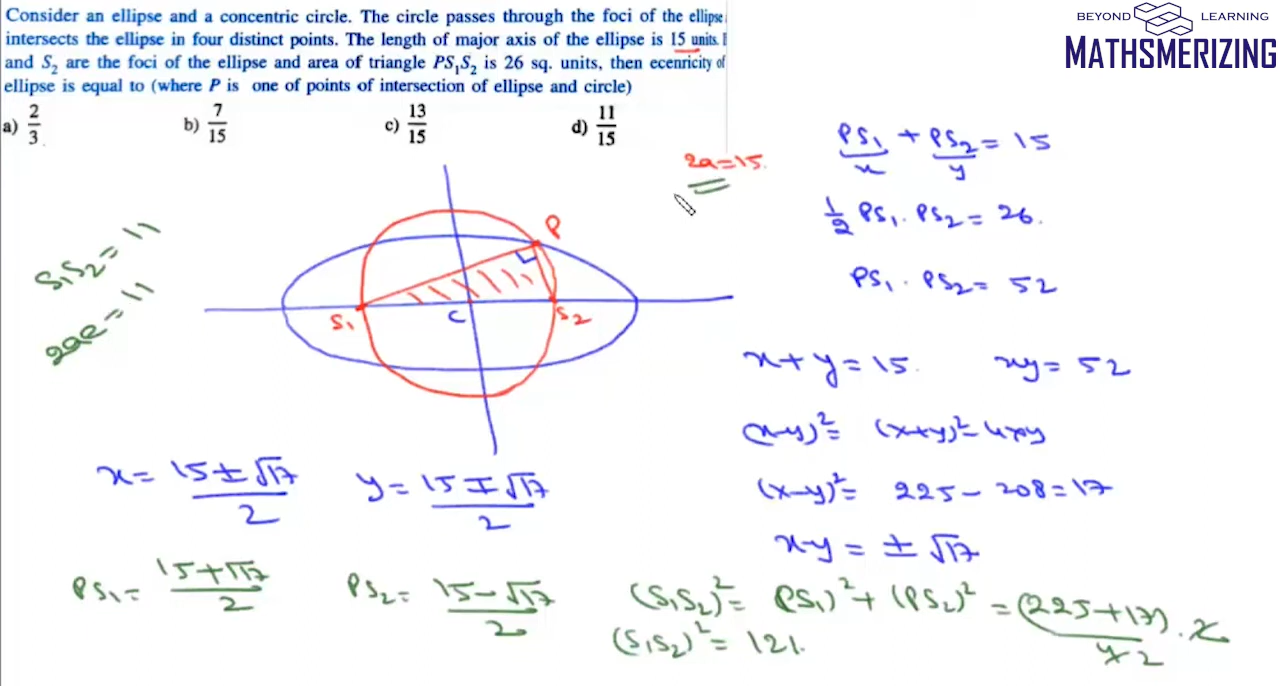 Consider an ellipse and a concentric circle. The circle passes through the foci of the ellipse
intersects the ellipse in four distinct points. The length of major axis of the ellipse is 15 units. I
and S₂ are the foci of the ellipse and area of triangle PS₁S₂ is 26 sq. units, then ecenricity of
ellipse is equal to (where P is one of points of intersection of ellipse and circle)
a) 2/3 b) 7/15 c) 13/15 d) 11/15
BEYOND LEARNING
MATHSMERIZING
2a=15
PS₁ + PS₂ = 15
x y
1/2 PS₁ . PS₂ = 26.
PS₁ . PS₂ = 52
S₁S₂ = 11
2ae = 11
P
S₁ C S₂
x + y = 15. xy = 52
(x-y)² = (x+y)² - 4xy
(x-y)² = 225 - 208 = 17
x-y = ± √17
x = (15 ± √17)/2 y = (15 ∓ √17)/2
PS₁ = (15+√17)/2 PS₂ = (15-√17)/2
(S₁S₂)² = (PS₁)² + (PS₂)² = (225+17)/4 2 . 2
(S₁S₂)² = 121.